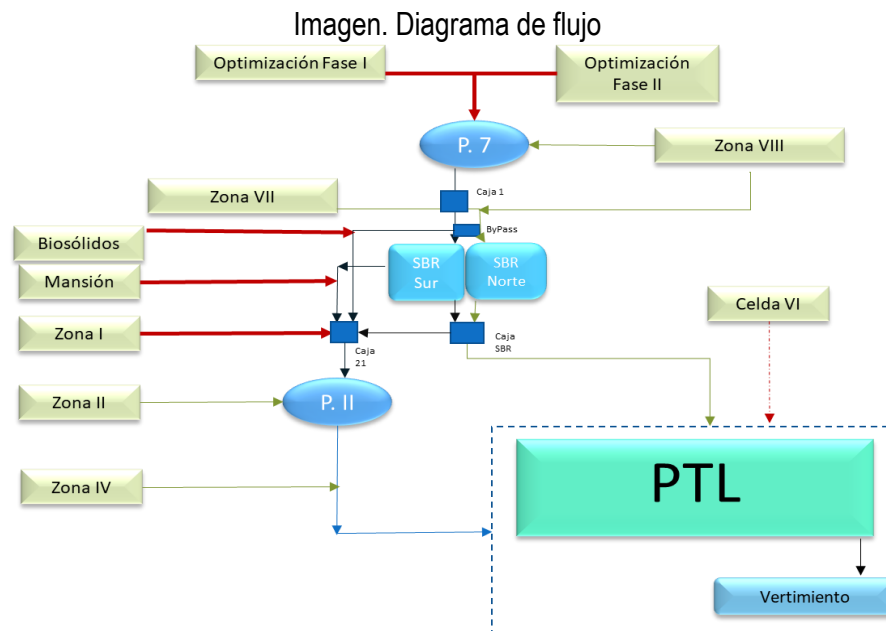 Imagen. Diagrama de flujo
Optimización Fase I
Optimización
Fase II
P. 7
Zona VIII
Zona VII
Caja 1
ByPass
Biosólidos
SBR
Sur
SBR
Norte
Mansión
Celda VI
Zona I
Caja
21
Caja
SBR
Zona II
P. II
Zona IV
PTL
Vertimiento